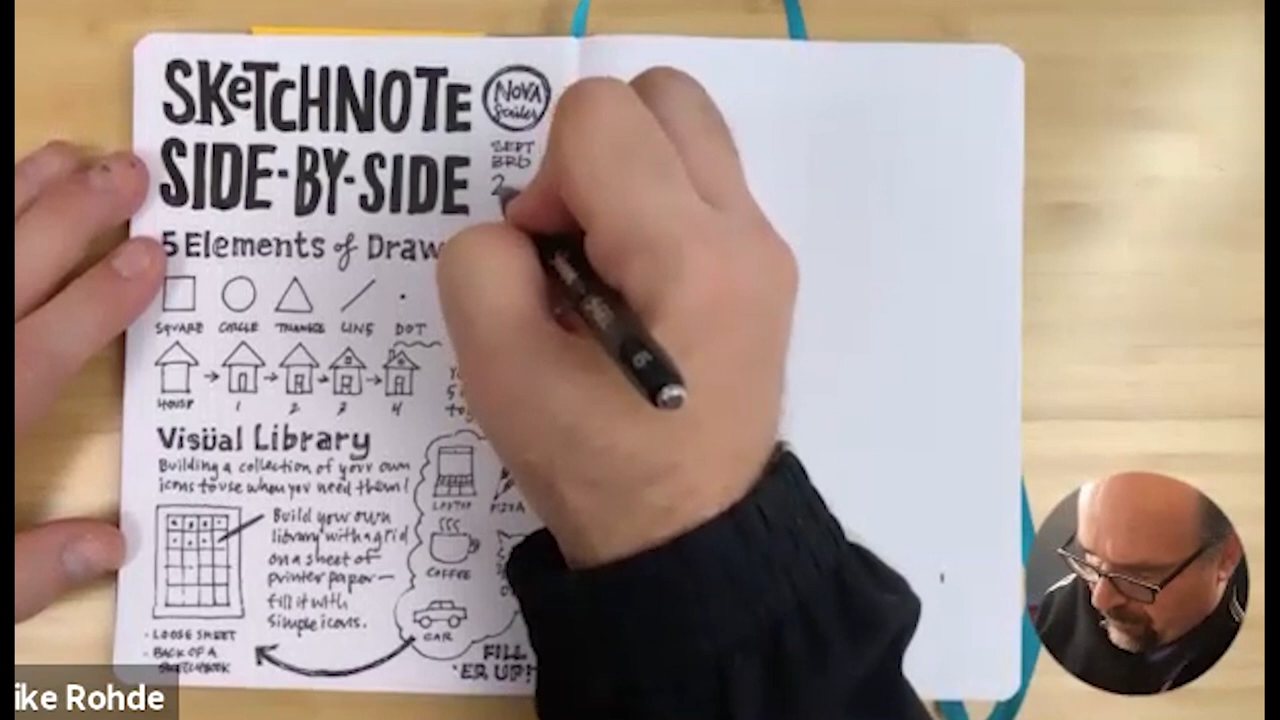 SKETCHNOTE
SIDE-BY-SIDE
NOVA
SEPT
2
5 Elements of Draw
SQUARE CIRCLE TRIANGLE LINE DOT
HOUSE 1 2 3 4
Visual Library
Building a collection of your own
icons to use when you need them!
LAPTOP PIZZA
Build your own
library with a grid
on a sheet of
printer paper—
fill it with
simple icons.
COFFEE
CAR
- LOOSE SHEET
- BACK OF A
SKETCHBOOK
FILL
'ER UP!
ike Rohde